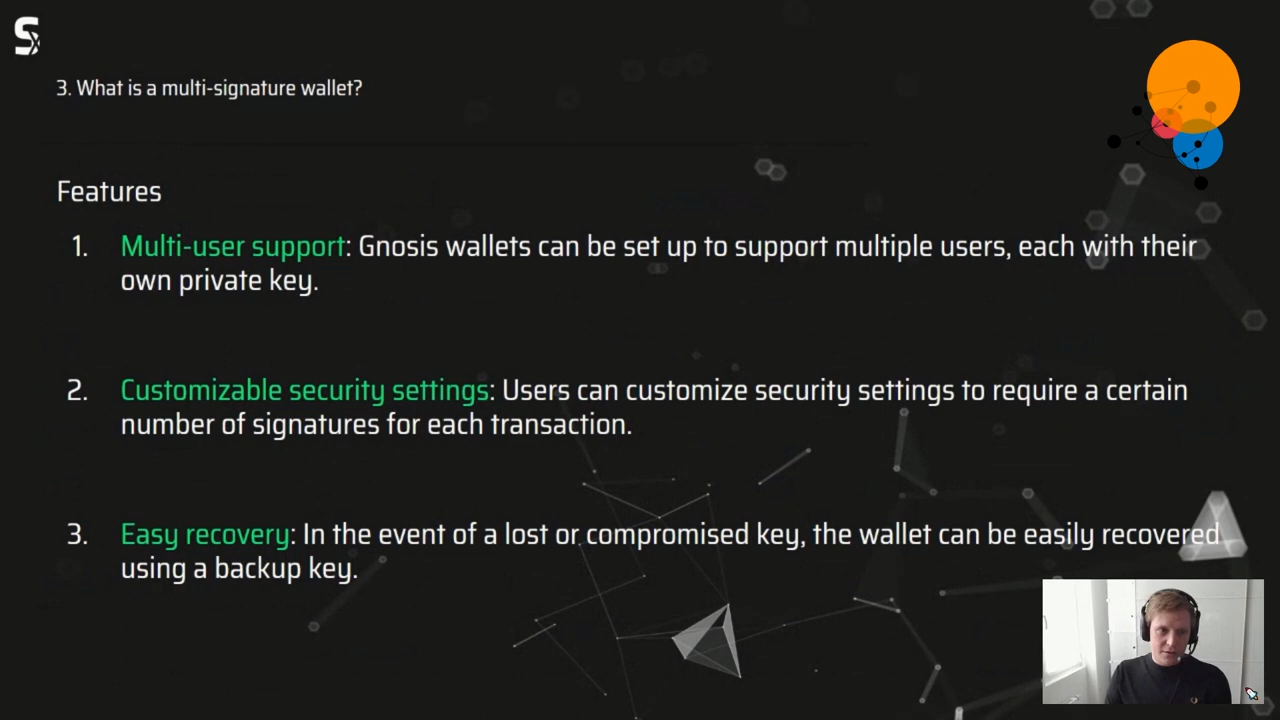 3. What is a multi-signature wallet?
Features
1. Multi-user support: Gnosis wallets can be set up to support multiple users, each with their
own private key.
2. Customizable security settings: Users can customize security settings to require a certain
number of signatures for each transaction.
3. Easy recovery: In the event of a lost or compromised key, the wallet can be easily recovered
using a backup key.